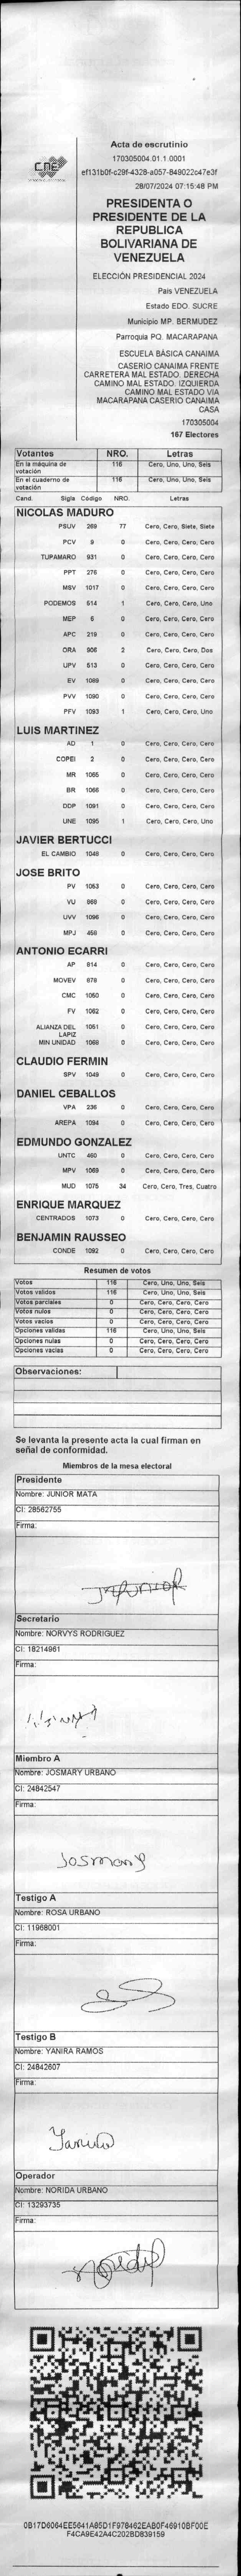 CNE
Acta de escrutinio
170305004.01.1.0001
ef131b0f-c29f-4328-a057-849022c47e3f
28/07/2024 07:15:48 PM
PRESIDENTA O
PRESIDENTE DE LA
REPUBLICA
BOLIVARIANA DE
VENEZUELA
ELECCIÓN PRESIDENCIAL 2024
País VENEZUELA
Estado EDO. SUCRE
Municipio MP. BERMUDEZ
Parroquia PQ. MACARAPANA
ESCUELA BÁSICA CANAIMA
CASERIO CANAIMA FRENTE
CARRETERA MAL ESTADO. DERECHA
CAMINO MAL ESTADO. IZQUIERDA
CAMINO MAL ESTADO VIA
MACARAPANA CASERIO CANAIMA
CASA
170305004
167 Electores
Votantes NRO. Letras
En la máquina de votación 116 Cero, Uno, Uno, Seis
En el cuaderno de votación 116 Cero, Uno, Uno, Seis
Cand. Sigla Código NRO. Letras
NICOLAS MADURO
PSUV 269 77 Cero, Cero, Siete, Siete
PCV 9 0 Cero, Cero, Cero, Cero
TUPAMARO 931 0 Cero, Cero, Cero, Cero
PPT 276 0 Cero, Cero, Cero, Cero
MSV 1017 0 Cero, Cero, Cero, Cero
PODEMOS 514 1 Cero, Cero, Cero, Uno
MEP 6 0 Cero, Cero, Cero, Cero
APC 219 0 Cero, Cero, Cero, Cero
ORA 906 2 Cero, Cero, Cero, Dos
UPV 513 0 Cero, Cero, Cero, Cero
EV 1089 0 Cero, Cero, Cero, Cero
PVV 1090 0 Cero, Cero, Cero, Cero
PFV 1093 1 Cero, Cero, Cero, Uno
LUIS MARTINEZ
AD 1 0 Cero, Cero, Cero, Cero
COPEI 2 0 Cero, Cero, Cero, Cero
MR 1065 0 Cero, Cero, Cero, Cero
BR 1066 0 Cero, Cero, Cero, Cero
DDP 1091 0 Cero, Cero, Cero, Cero
UNE 1095 1 Cero, Cero, Cero, Uno
JAVIER BERTUCCI
EL CAMBIO 1048 0 Cero, Cero, Cero, Cero
JOSE BRITO
PV 1053 0 Cero, Cero, Cero, Cero
VU 869 0 Cero, Cero, Cero, Cero
UVV 1096 0 Cero, Cero, Cero, Cero
MPJ 458 0 Cero, Cero, Cero, Cero
ANTONIO ECARRI
AP 814 0 Cero, Cero, Cero, Cero
MOVEV 878 0 Cero, Cero, Cero, Cero
CMC 1050 0 Cero, Cero, Cero, Cero
FV 1062 0 Cero, Cero, Cero, Cero
ALIANZA DEL LAPIZ 1051 0 Cero, Cero, Cero, Cero
MIN UNIDAD 1068 0 Cero, Cero, Cero, Cero
CLAUDIO FERMIN
SPV 1049 0 Cero, Cero, Cero, Cero
DANIEL CEBALLOS
VPA 236 0 Cero, Cero, Cero, Cero
AREPA 1094 0 Cero, Cero, Cero, Cero
EDMUNDO GONZALEZ
UNTC 460 0 Cero, Cero, Cero, Cero
MPV 1069 0 Cero, Cero, Cero, Cero
MUD 1075 34 Cero, Cero, Tres, Cuatro
ENRIQUE MARQUEZ
CENTRADOS 1073 0 Cero, Cero, Cero, Cero
BENJAMIN RAUSSEO
CONDE 1092 0 Cero, Cero, Cero, Cero
Resumen de votos
Votos 116 Cero, Uno, Uno, Seis
Votos validos 116 Cero, Uno, Uno, Seis
Votos parciales 0 Cero, Cero, Cero, Cero
Votos nulos 0 Cero, Cero, Cero, Cero
Votos vacios 0 Cero, Cero, Cero, Cero
Opciones validas 116 Cero, Uno, Uno, Seis
Opciones nulas 0 Cero, Cero, Cero, Cero
Opciones vacias 0 Cero, Cero, Cero, Cero
Observaciones:
Se levanta la presente acta la cual firman en
señal de conformidad.
Miembros de la mesa electoral
Presidente
Nombre: JUNIOR MATA
CI: 28562755
Firma:
Secretario
Nombre: NORVYS RODRIGUEZ
CI: 18214961
Firma:
Miembro A
Nombre: JOSMARY URBANO
CI: 24842547
Firma:
Josmary
Testigo A
Nombre: ROSA URBANO
CI: 11968001
Firma:
Testigo B
Nombre: YANIRA RAMOS
CI: 24842607
Firma:
Yanira
Operador
Nombre: NORIDA URBANO
CI: 13293735
Firma:
0B17D6064EE5641A65D1F978462EAB0F46910BF00E
F4CA9E42A4C202BD839159